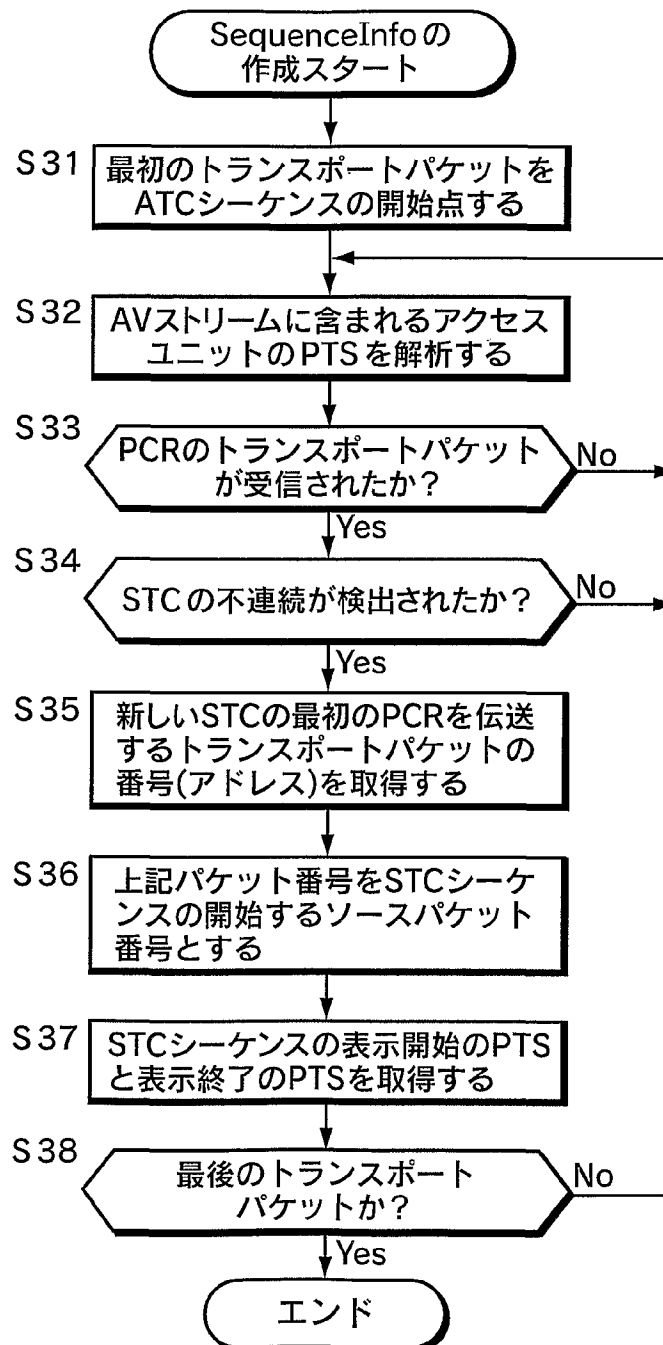 SequenceInfoの
作成スタート
S31
最初のトランスポートパケットを
ATCシーケンスの開始点する
S32
AVストリームに含まれるアクセス
ユニットのPTSを解析する
S33
PCRのトランスポートパケット
が受信されたか?
No
Yes
S34
STCの不連続が検出されたか?
No
Yes
S35
新しいSTCの最初のPCRを伝送
するトランスポートパケットの
番号(アドレス)を取得する
S36
上記パケット番号をSTCシーケ
ンスの開始するソースパケット
番号とする
S37
STCシーケンスの表示開始のPTS
と表示終了のPTSを取得する
S38
最後のトランスポート
パケットか?
No
Yes
エンド